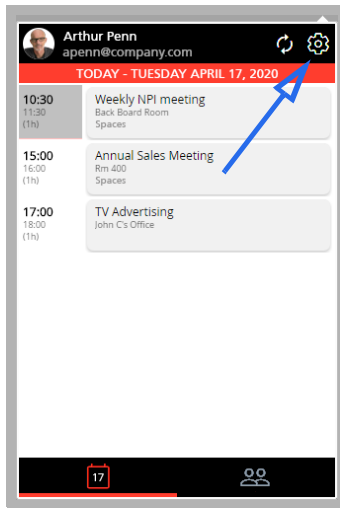 Arthur Penn
apenn@company.com
TODAY - TUESDAY APRIL 17, 2020
10:30
11:30
(1h)
Weekly NPI meeting
Back Board Room
Spaces
15:00
16:00
(1h)
Annual Sales Meeting
Rm 400
Spaces
17:00
18:00
(1h)
TV Advertising
John C's Office
17